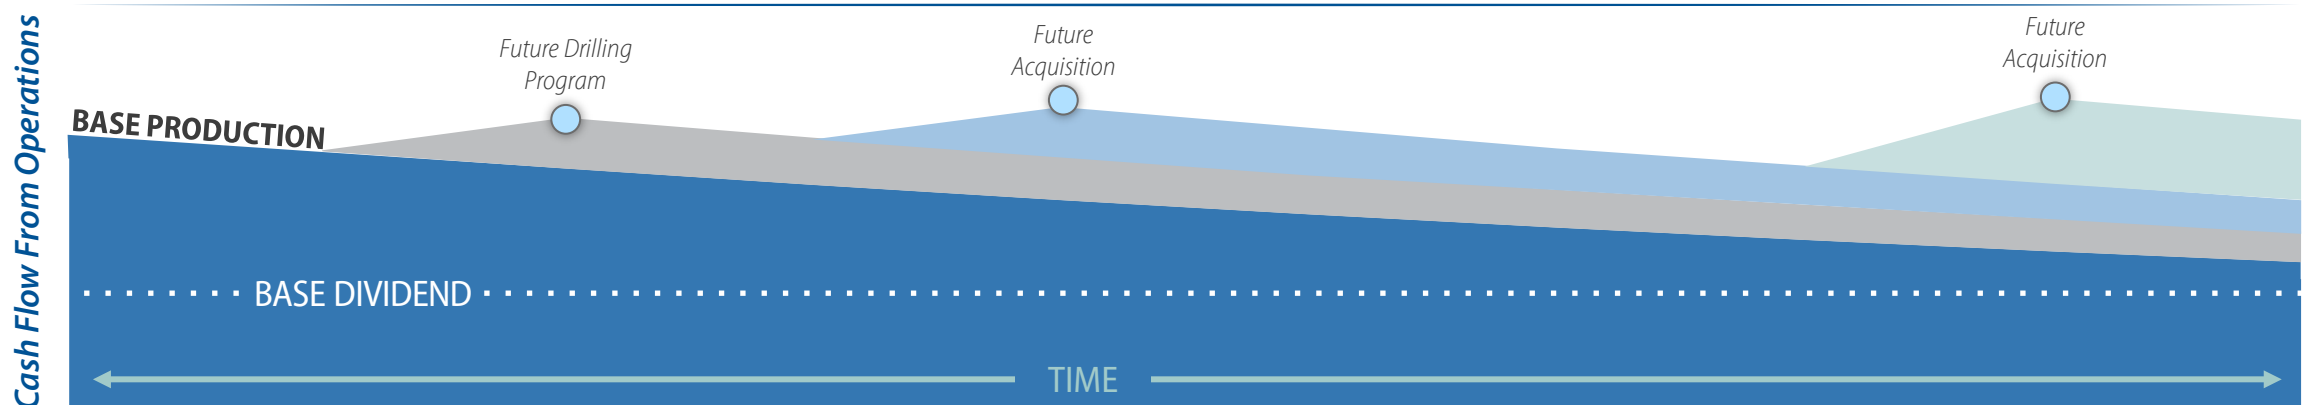 Cash Flow From Operations
Future Drilling
Program
Future
Acquisition
Future
Acquisition
BASE PRODUCTION
BASE DIVIDEND
TIME